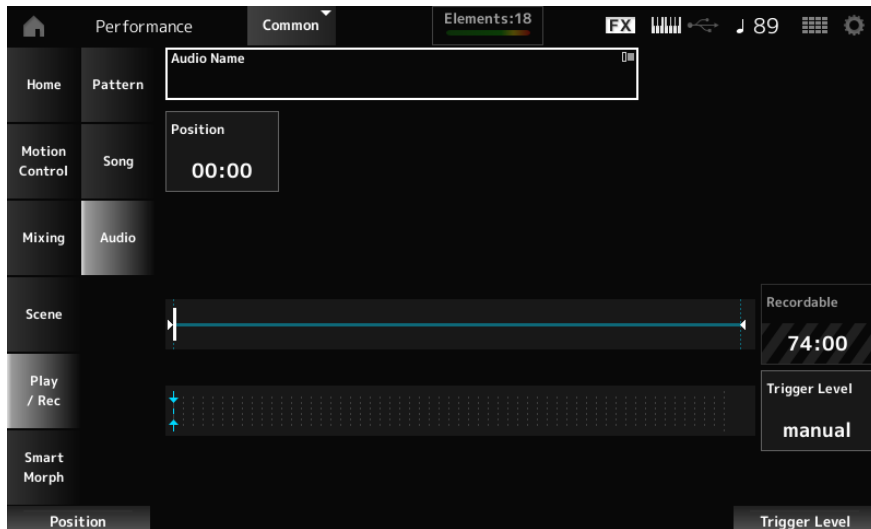 Performance
Common
Elements:18
FX
89
Home
Pattern
Audio Name
Position
00:00
Motion
Control
Song
Mixing
Audio
Scene
Recordable
74:00
Play
/ Rec
Trigger Level
manual
Smart
Morph
Position
Trigger Level